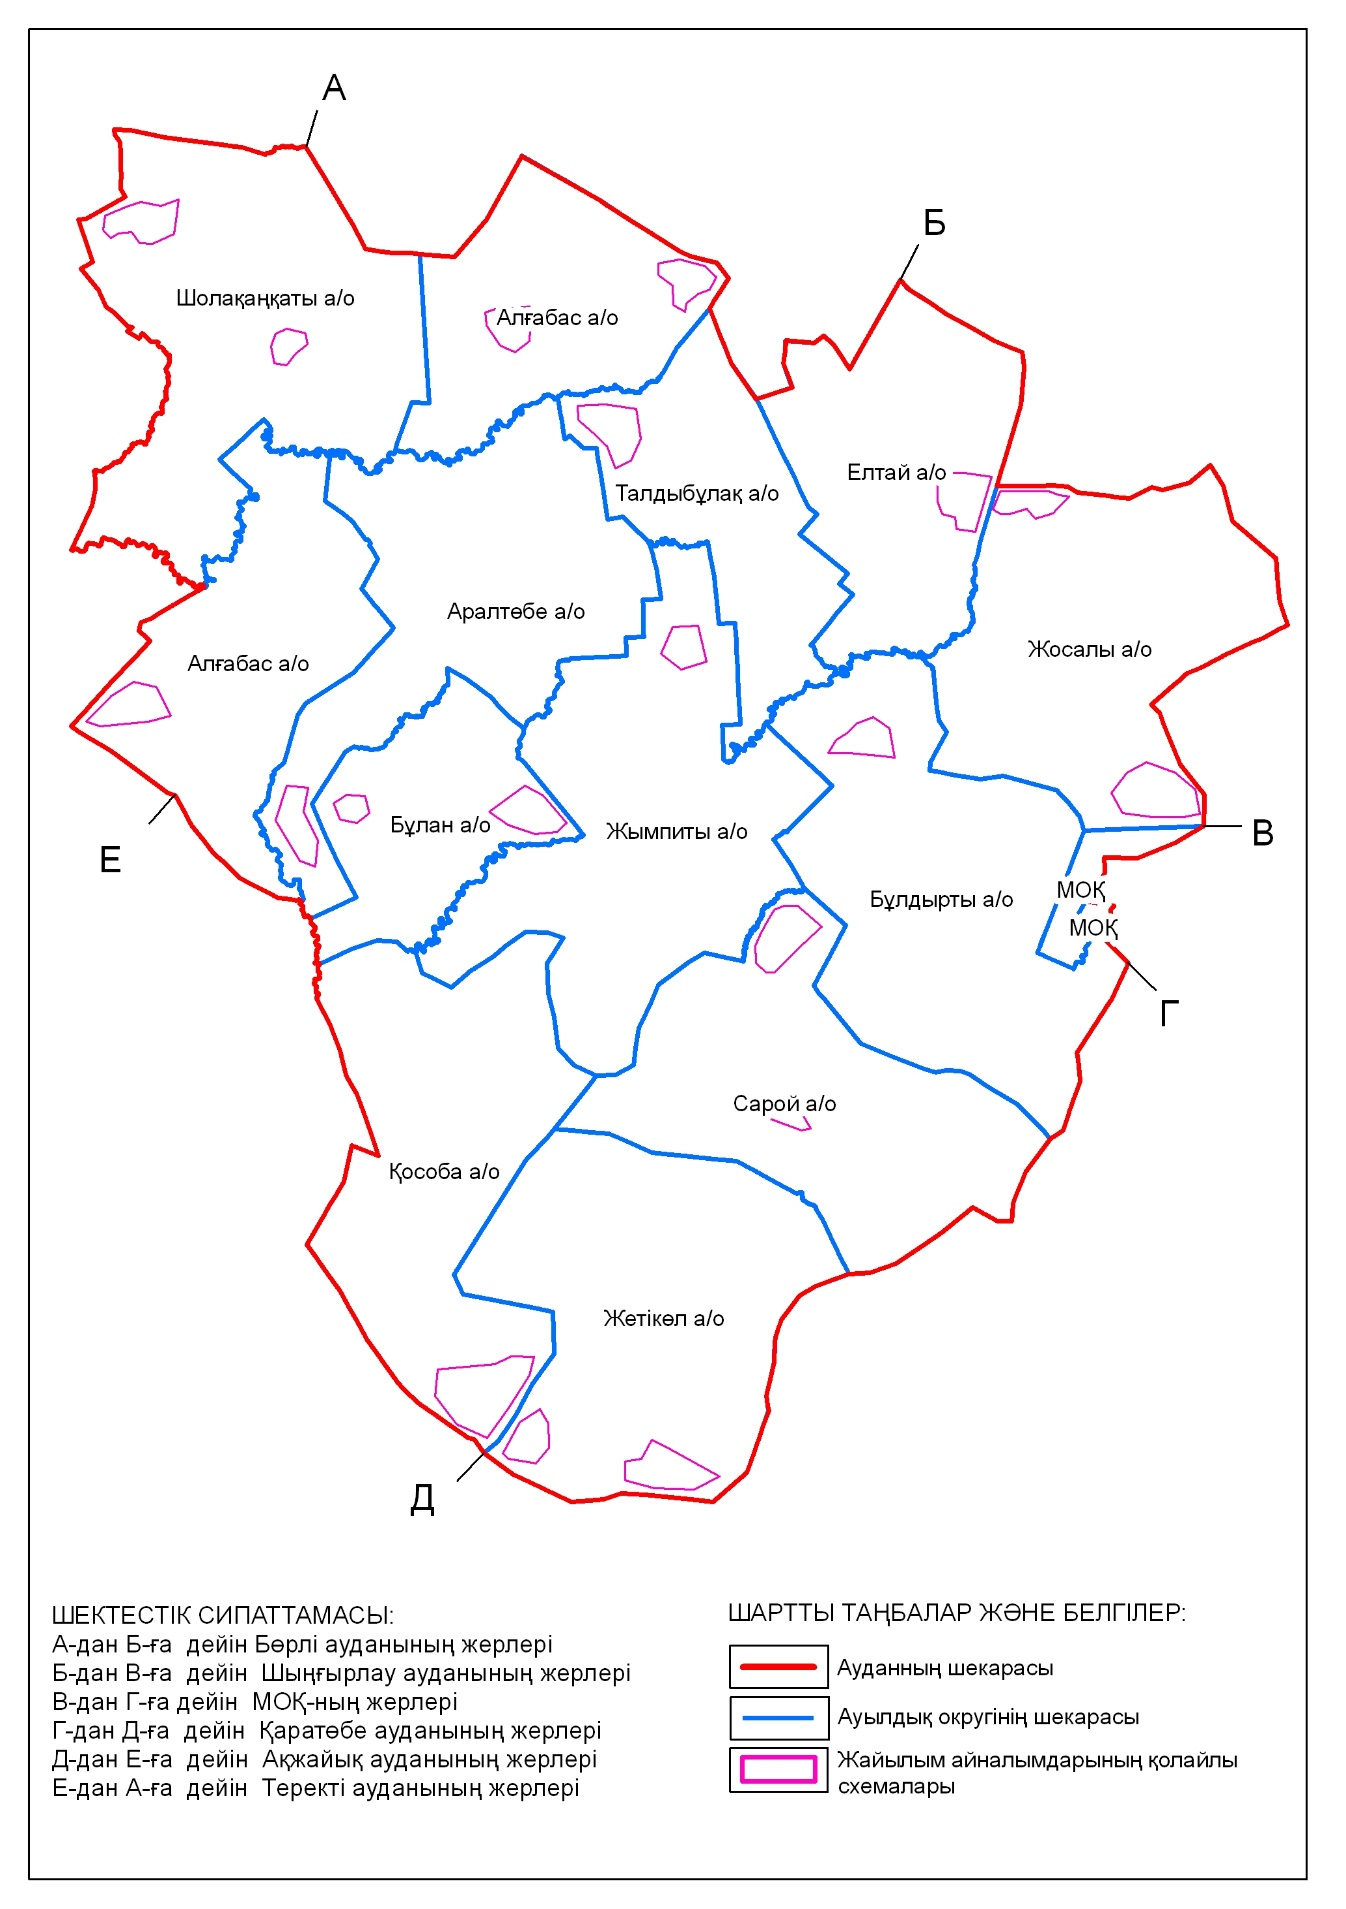 А
Б
Шолақаңқаты а/о
Алғабас а/о
Елтай а/о
Талдыбұлақ а/о
Аралтөбе а/о
Жосалы а/о
Алғабас а/о
Бұлан а/о
Жымпиты а/о
В
Е
МОҚ
Бұлдырты а/о
МОҚ
Г
Сарой а/о
Қособа а/о
Жетікөл а/о
Д
ШЕКТЕСТІК СИПАТТАМАСЫ:
А-дан Б-ға дейін Бөрлі ауданының жерлері
Б-дан В-ға дейін Шыңғырлау ауданының жерлері
В-дан Г-ға дейін МОҚ-ның жерлері
Г-дан Д-ға дейін Қаратөбе ауданының жерлері
Д-дан Е-ға дейін Ақжайық ауданының жерлері
Е-дан А-ға дейін Теректі ауданының жерлері
ШАРТТЫ ТАҢБАЛАР ЖӘНЕ БЕЛГІЛЕР:
Ауданның шекарасы
Ауылдық округінің шекарасы
Жайылым айналымдарының қолайлы
схемалары